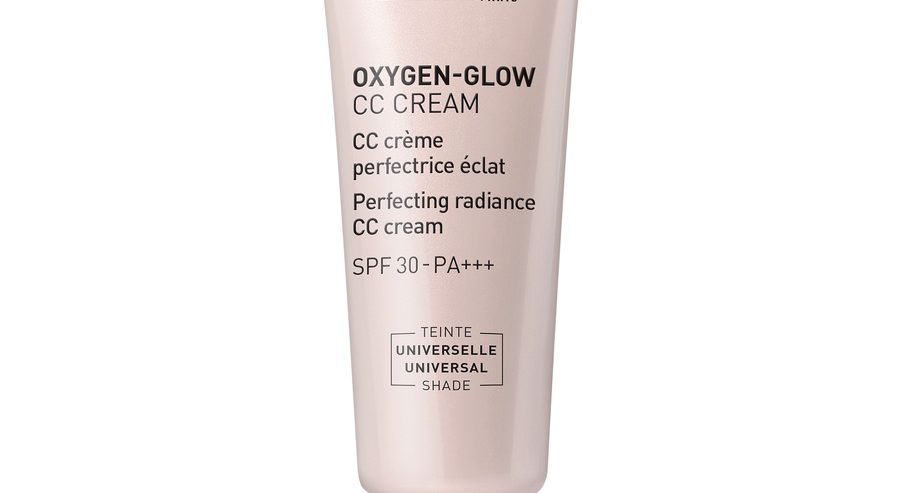 OXYGEN-GLOW
CC CREAM
CC crème
perfectrice éclat
Perfecting radiance
CC cream
SPF 30-PA+++
TEINTE
UNIVERSELLE
UNIVERSAL
SHADE